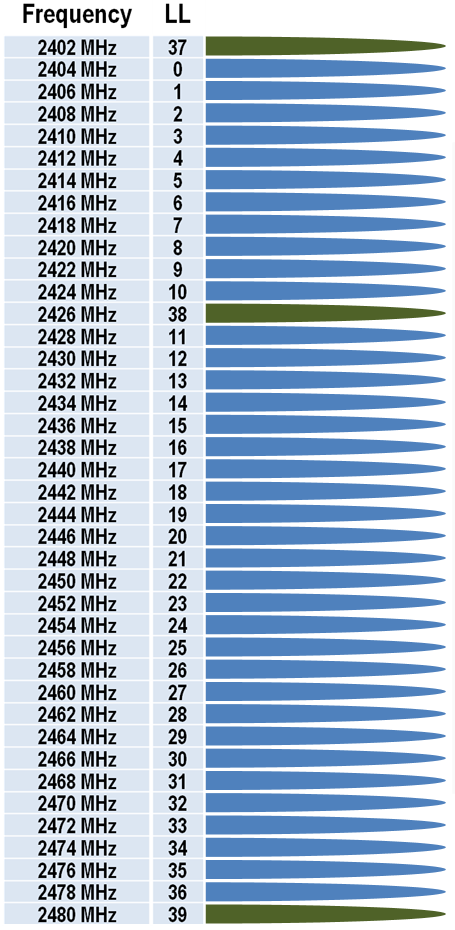 Frequency LL
2402 MHz 37
2404 MHz 0
2406 MHz 1
2408 MHz 2
2410 MHz 3
2412 MHz 4
2414 MHz 5
2416 MHz 6
2418 MHz 7
2420 MHz 8
2422 MHz 9
2424 MHz 10
2426 MHz 38
2428 MHz 11
2430 MHz 12
2432 MHz 13
2434 MHz 14
2436 MHz 15
2438 MHz 16
2440 MHz 17
2442 MHz 18
2444 MHz 19
2446 MHz 20
2448 MHz 21
2450 MHz 22
2452 MHz 23
2454 MHz 24
2456 MHz 25
2458 MHz 26
2460 MHz 27
2462 MHz 28
2464 MHz 29
2466 MHz 30
2468 MHz 31
2470 MHz 32
2472 MHz 33
2474 MHz 34
2476 MHz 35
2478 MHz 36
2480 MHz 39